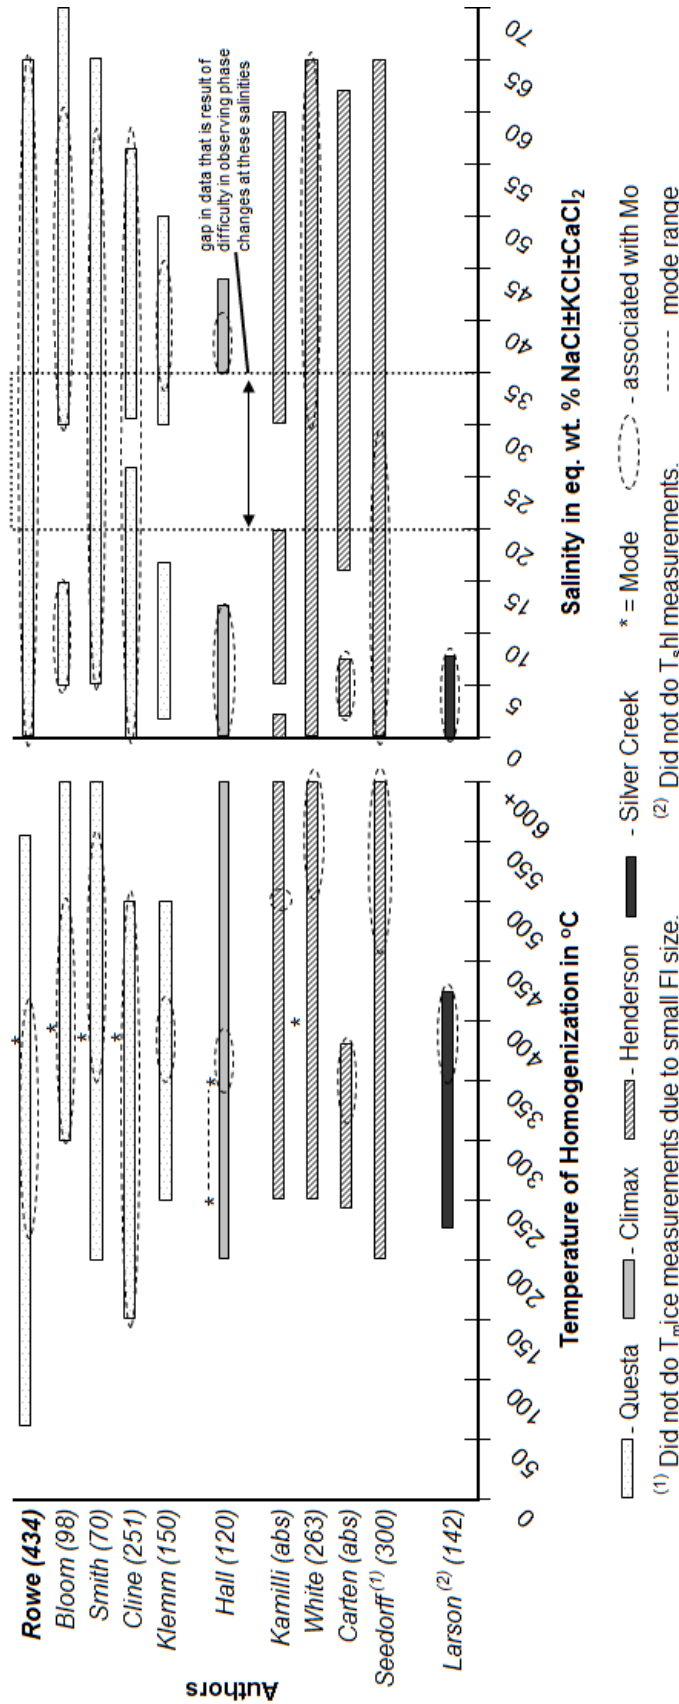 Authors
Rowe (434)
Bloom (98)
Smith (70)
Cline (251)
Klemm (150)
Hall (120)
Kamilli (abs)
White (263)
Carten (abs)
Seedorff (1) (300)
Larson (2) (142)
* * * * * * *
gap in data that is result of
difficulty in observing phase
changes at these salinities
0 50 100 150 200 250 300 350 400 450 500 550 600+
0 5 10 15 20 25 30 35 40 45 50 55 60 65 70
Temperature of Homogenization in ºC
Salinity in eq. wt. % NaCl±KCl±CaCl2
- Questa - Climax - Henderson - Silver Creek * = Mode - associated with Mo
(1) Did not do Tmice measurements due to small FI size. (2) Did not do Tshl measurements. mode range